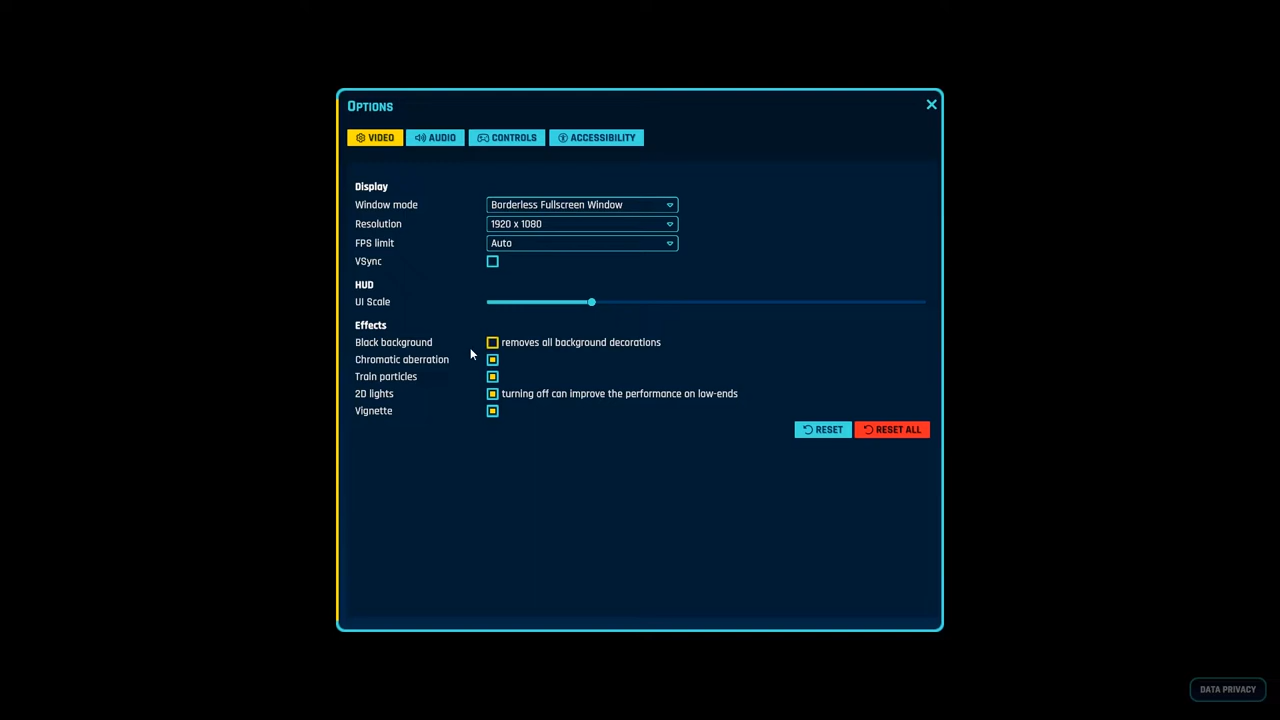 OPTIONS
VIDEO AUDIO CONTROLS ACCESSIBILITY
Display
Window mode Borderless Fullscreen Window
Resolution 1920 x 1080
FPS limit Auto
VSync
HUD
UI Scale
Effects
Black background removes all background decorations
Chromatic aberration
Train particles
2D lights turning off can improve the performance on low-ends
Vignette
RESET RESET ALL
DATA PRIVACY